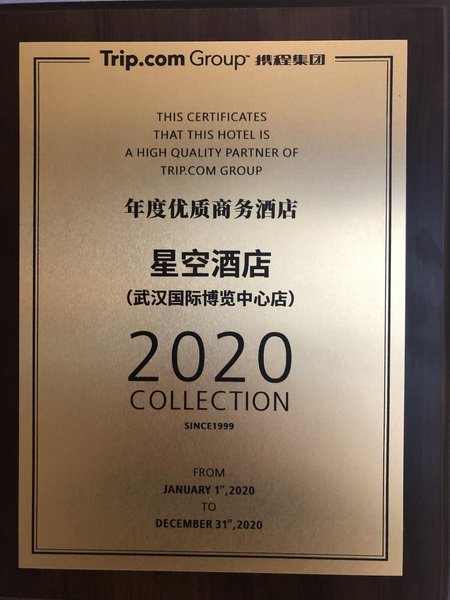 Trip.com Group™ 携程集团
THIS CERTIFICATES
THAT THIS HOTEL IS
A HIGH QUALITY PARTNER OF
TRIP.COM GROUP
年度优质商务酒店
星空酒店
（武汉国际博览中心店）
2020
COLLECTION
SINCE1999
FROM
JANUARY 1st,2020
TO
DECEMBER 31st,2020